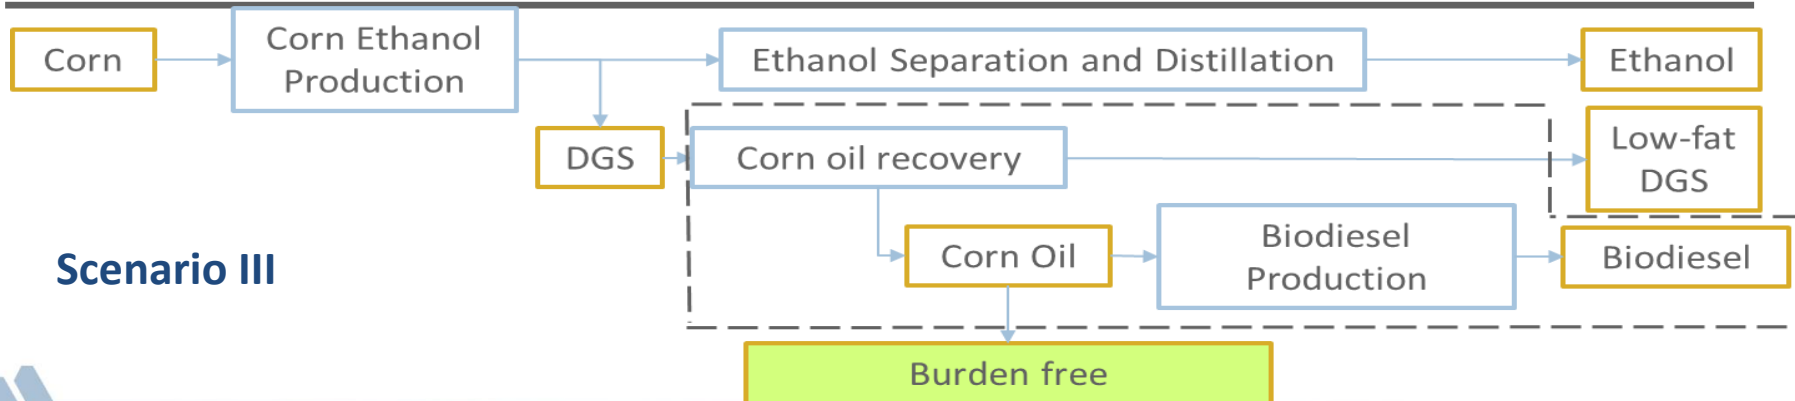 Corn
Corn Ethanol
Production
Ethanol Separation and Distillation
Ethanol
DGS
Corn oil recovery
Low-fat
DGS
Corn Oil
Biodiesel
Production
Biodiesel
Scenario III
Burden free